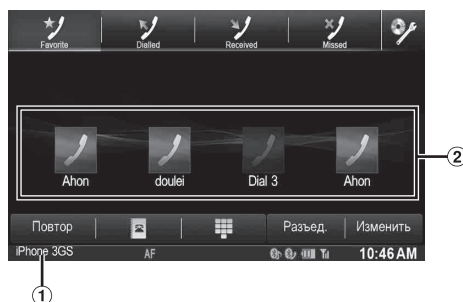 Favorite Dialled Received Missed
Ahon doulei Dial 3 Ahon
2
Повтор Разъед. Изменить
iPhone 3GS AF 10:46 AM
1